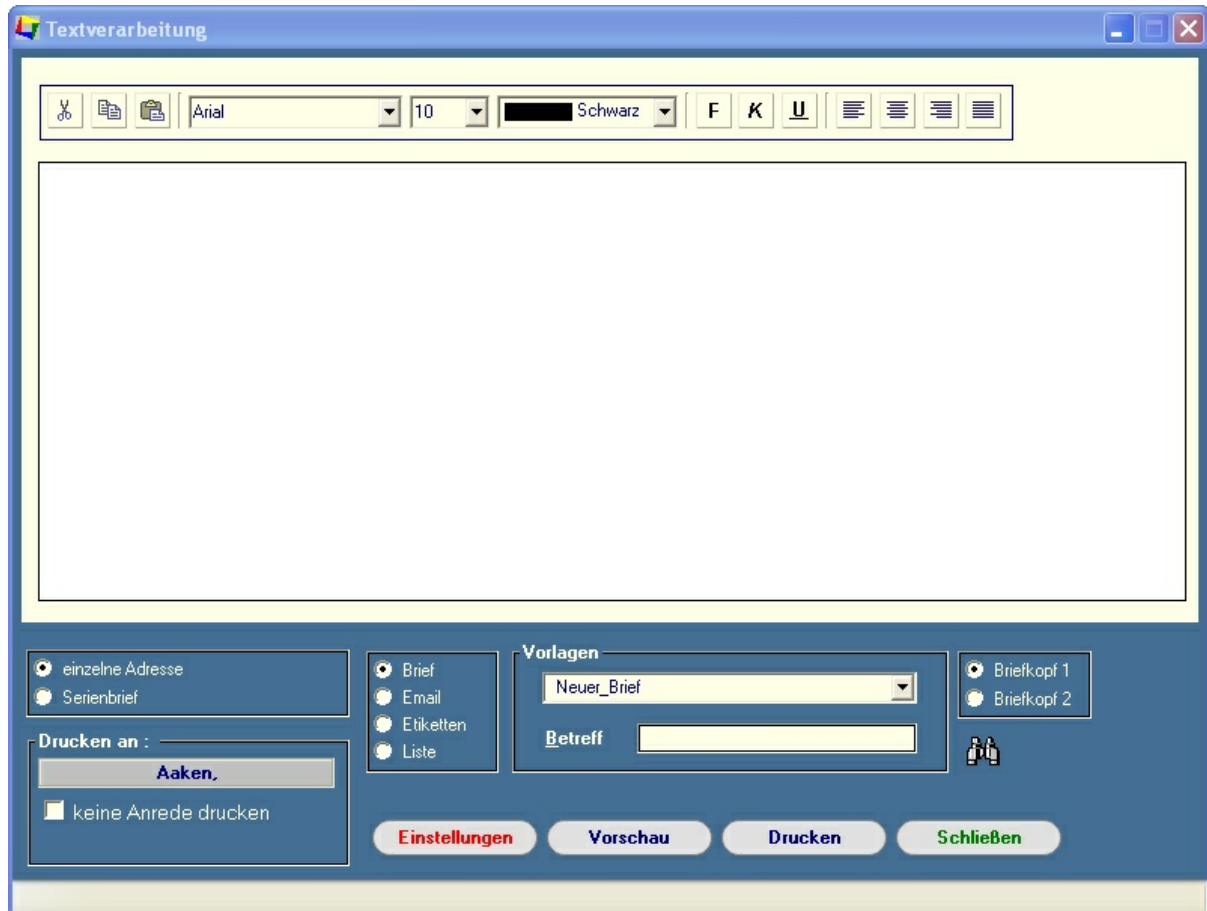 Textverarbeitung
Arial 10 Schwarz F K U
einzelne Adresse
Serienbrief
Drucken an :
Aaken,
keine Anrede drucken
Brief
Email
Etiketten
Liste
Vorlagen
Neuer_Brief
Betreff
Briefkopf 1
Briefkopf 2
Einstellungen Vorschau Drucken Schließen